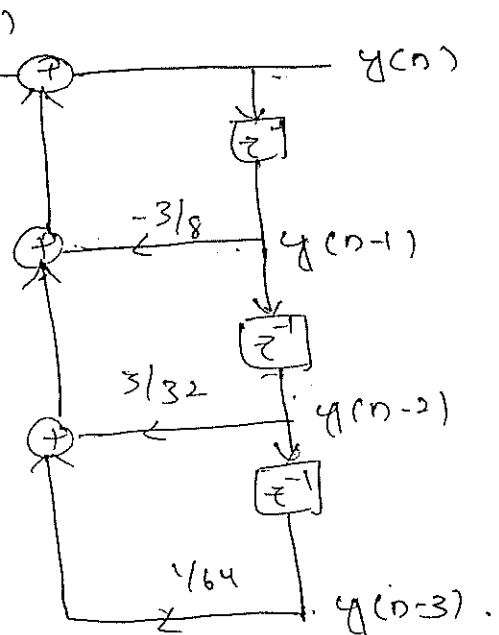 )
+ y(n)
z⁻¹
+ -3/8 y(n-1)
z⁻¹
+ 3/32 y(n-2)
z⁻¹
1/64 y(n-3).